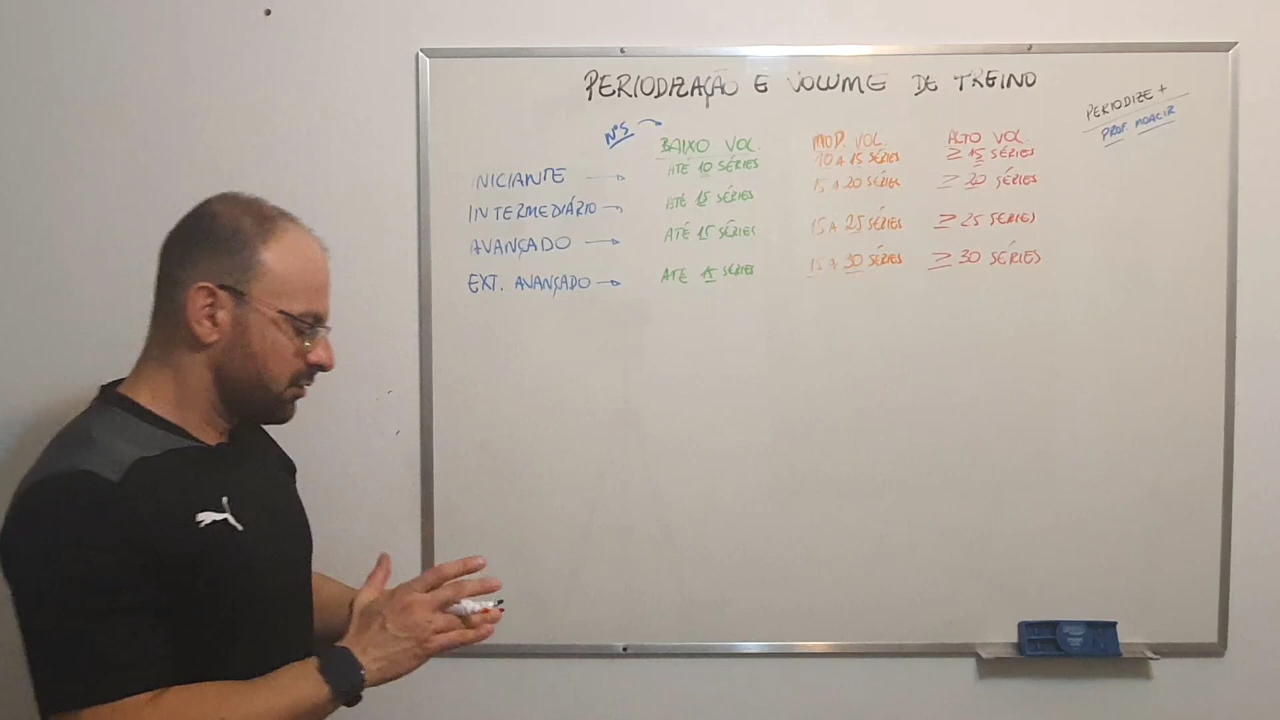 PERIODIZAÇÃO E VOLUME DE TREINO
PERIODIZE +
PROF. MOACIR
NºS
BAIXO VOL. MOD. VOL. ALTO VOL.
INICIANTE ATÉ 10 SÉRIES 10 A 15 SÉRIES ≥ 15 SÉRIES
INTERMEDIÁRIO ATÉ 15 SÉRIES 15 A 20 SÉRIES ≥ 20 SÉRIES
AVANÇADO ATÉ 15 SÉRIES 15 A 25 SÉRIES ≥ 25 SÉRIES
EXT. AVANÇADO ATÉ 15 SÉRIES 15 A 30 SÉRIES ≥ 30 SÉRIES